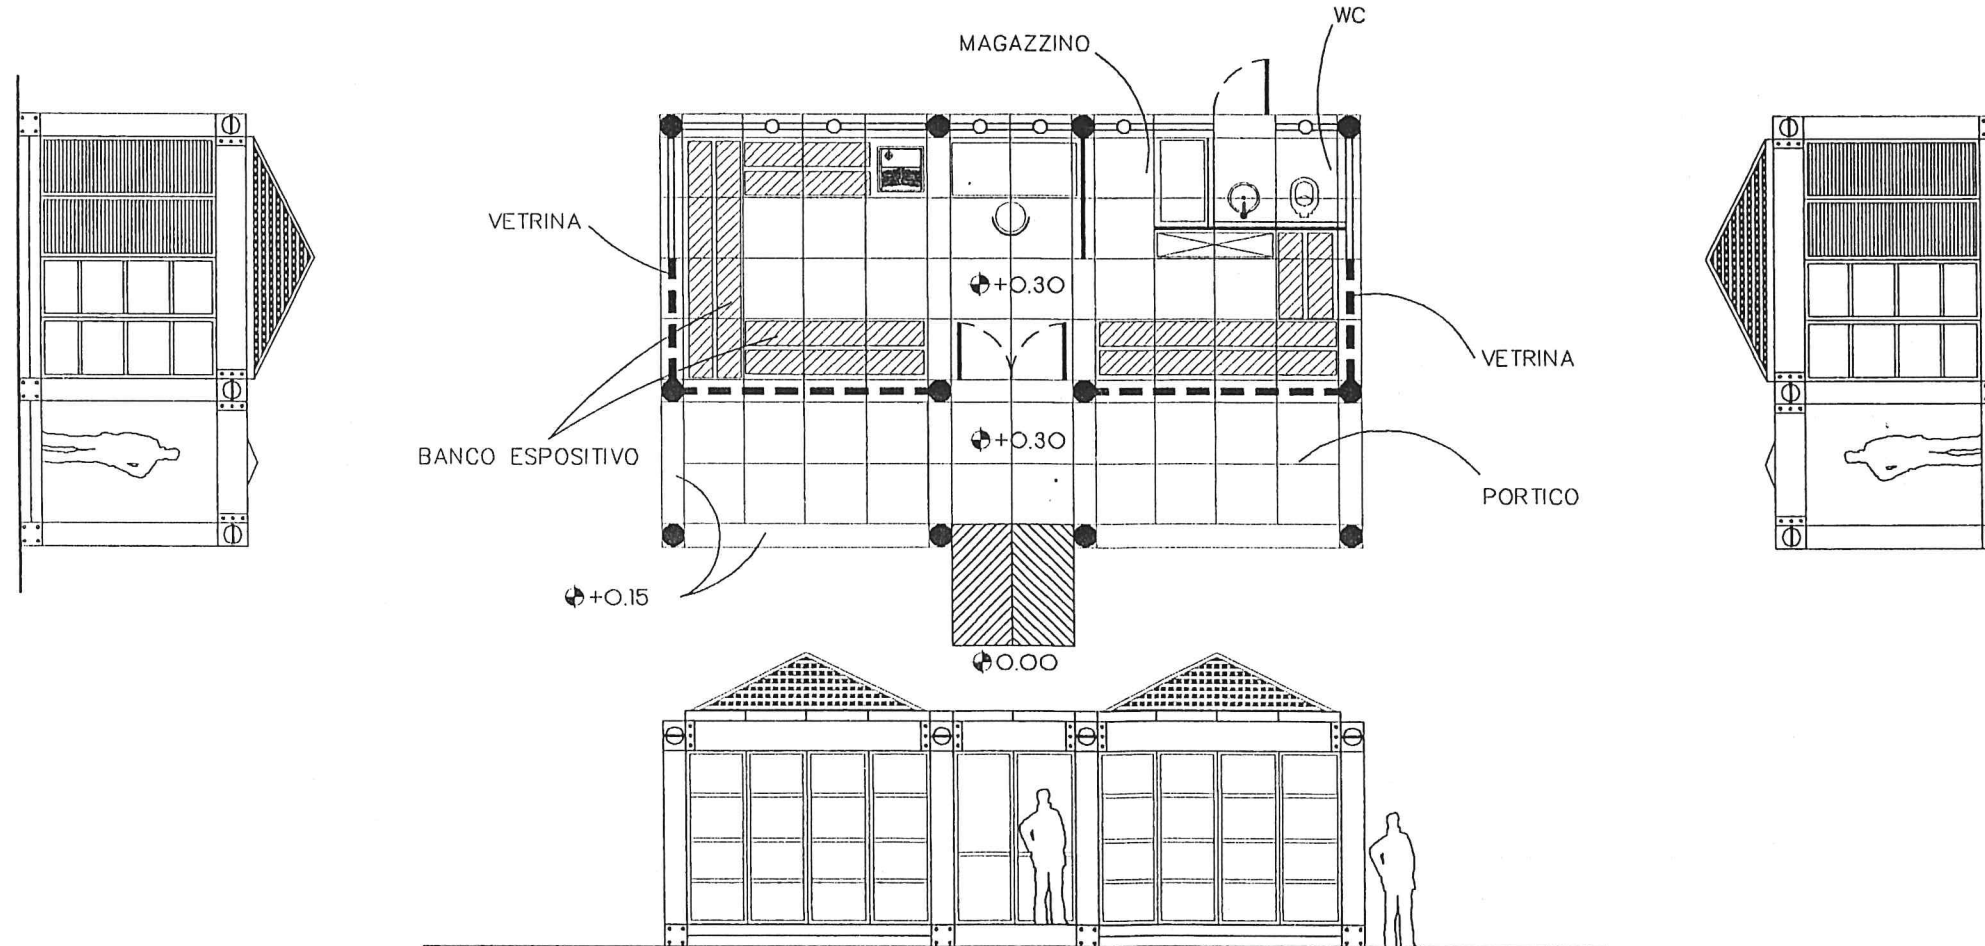 WC
MAGAZZINO
VETRINA
+0.30
VETRINA
+0.30
BANCO ESPOSITIVO
PORTICO
+0.15
0.00